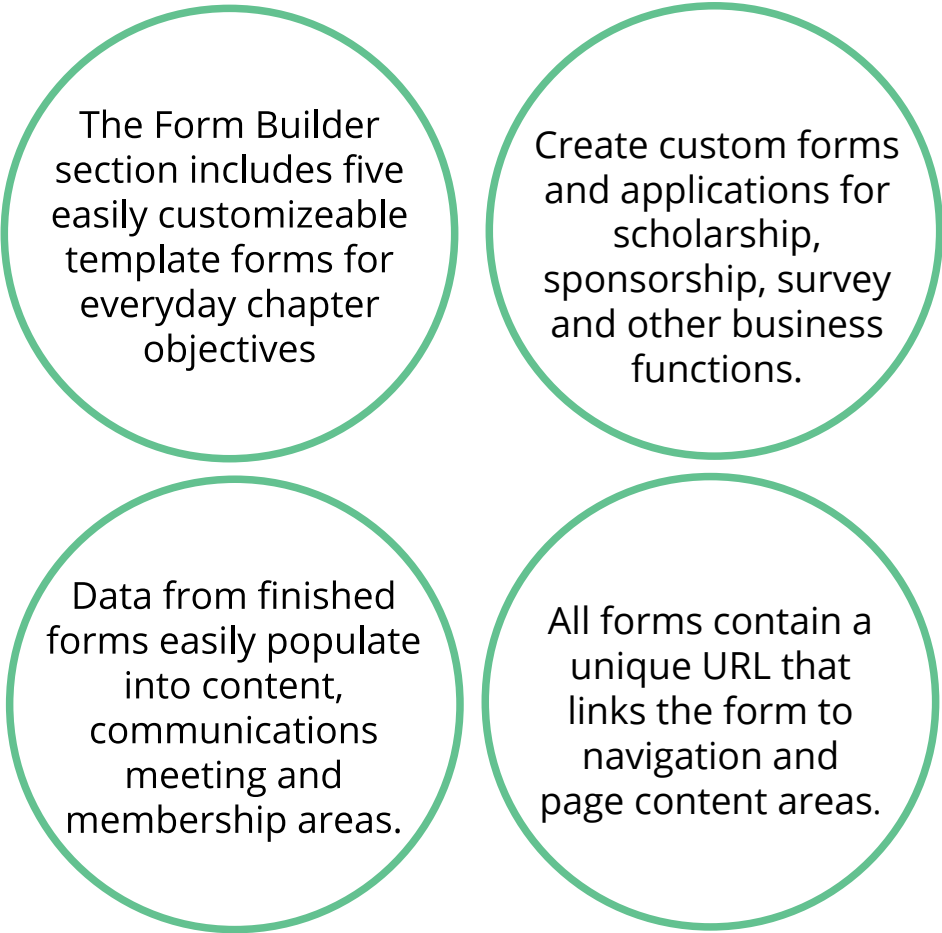 The Form Builder
section includes five
easily customizeable
template forms for
everyday chapter
objectives
Create custom forms
and applications for
scholarship,
sponsorship, survey
and other business
functions.
Data from finished
forms easily populate
into content,
communications
meeting and
membership areas.
All forms contain a
unique URL that
links the form to
navigation and
page content areas.